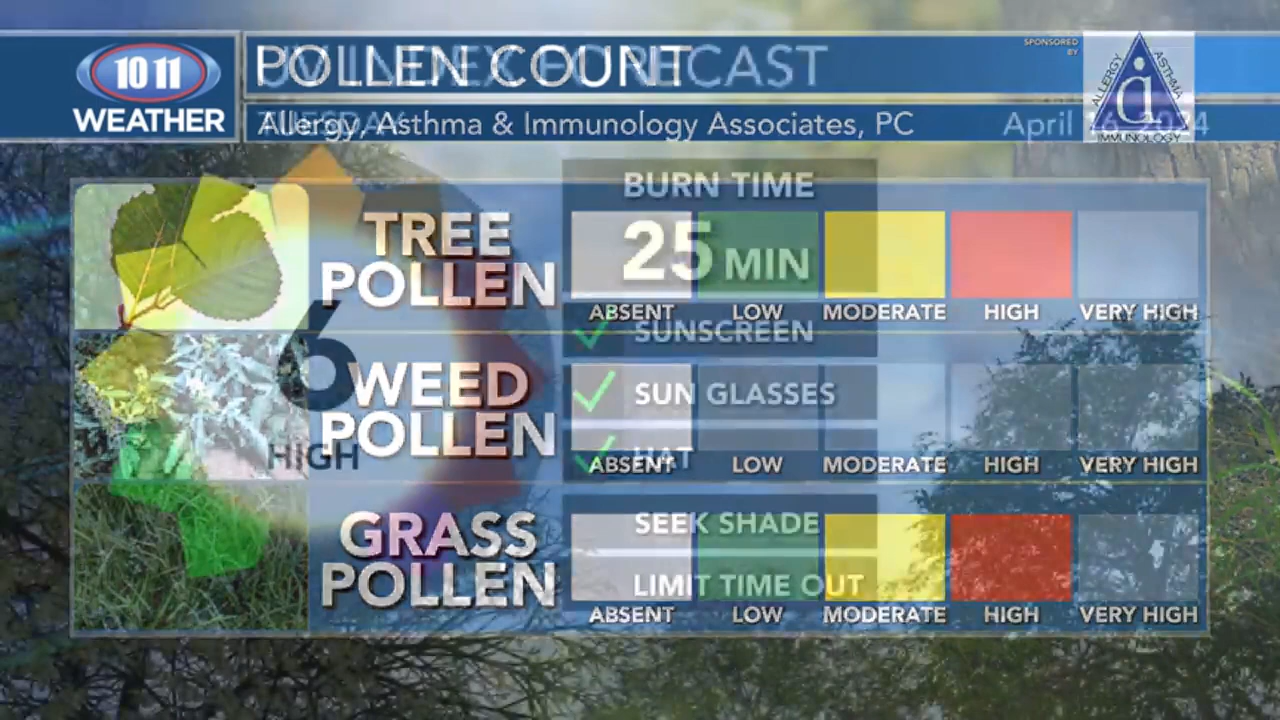 10 11
WEATHER
POLLEN COUNT
UV INDEX FORECAST
SPONSORED
BY
ALLERGY
ASTHMA
IMMUNOLOGY
TUESDAY
Allergy, Asthma & Immunology Associates, PC
April 16, 2024
BURN TIME
25 MIN
TREE
POLLEN
ABSENT LOW MODERATE HIGH VERY HIGH
SUNSCREEN
6
HIGH
WEED
POLLEN
SUN GLASSES
HAT
ABSENT LOW MODERATE HIGH VERY HIGH
SEEK SHADE
GRASS
POLLEN
LIMIT TIME OUT
ABSENT LOW MODERATE HIGH VERY HIGH